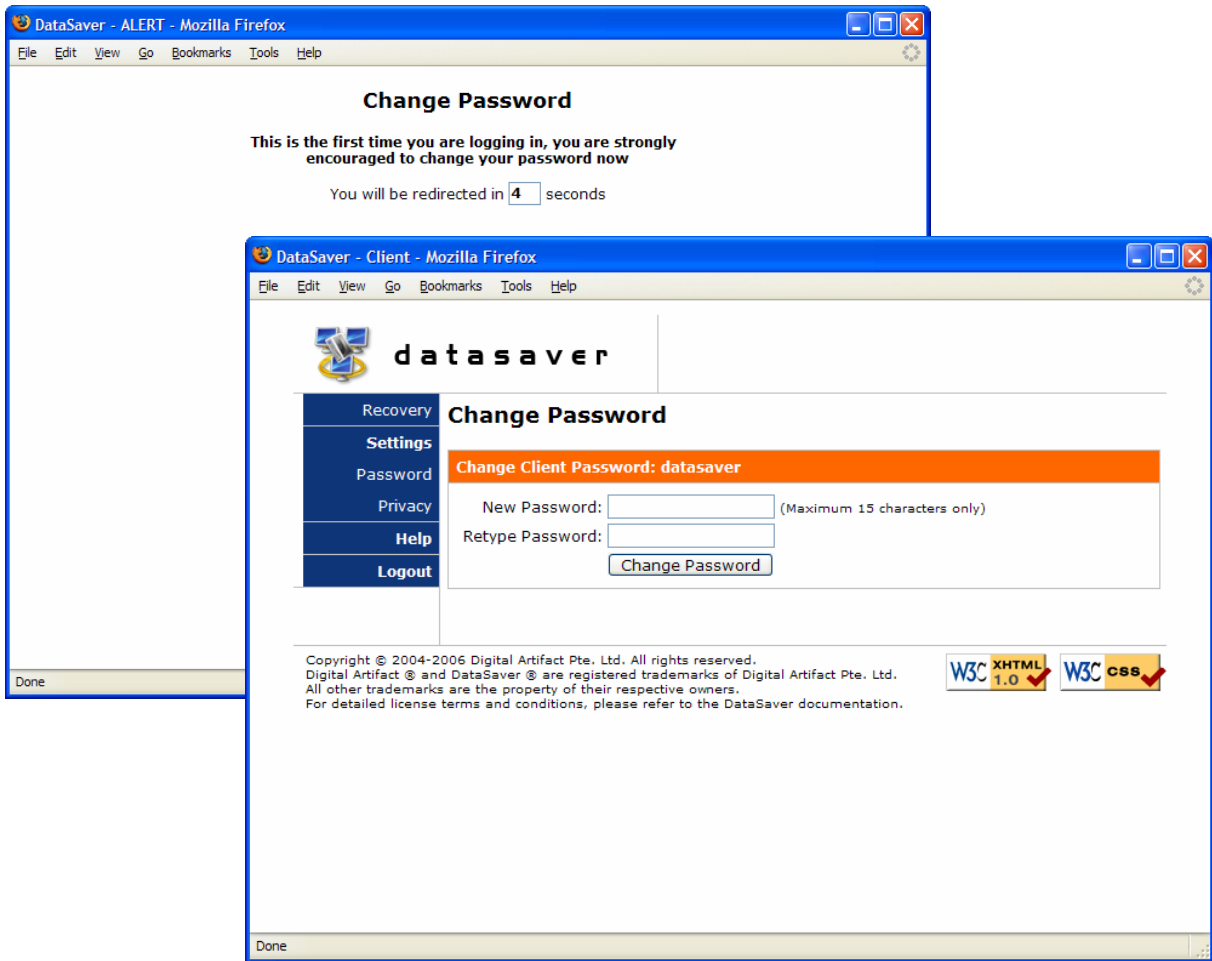 DataSaver - ALERT - Mozilla Firefox
File Edit View Go Bookmarks Tools Help
Change Password
This is the first time you are logging in, you are strongly
encouraged to change your password now
You will be redirected in 4 seconds
Done
DataSaver - Client - Mozilla Firefox
File Edit View Go Bookmarks Tools Help
datasaver
Recovery
Settings
Password
Privacy
Help
Logout
Change Password
Change Client Password: datasaver
New Password: (Maximum 15 characters only)
Retype Password:
Change Password
Copyright © 2004-2006 Digital Artifact Pte. Ltd. All rights reserved.
Digital Artifact ® and DataSaver ® are registered trademarks of Digital Artifact Pte. Ltd.
All other trademarks are the property of their respective owners.
For detailed license terms and conditions, please refer to the DataSaver documentation.
W3C XHTML 1.0
W3C css
Done